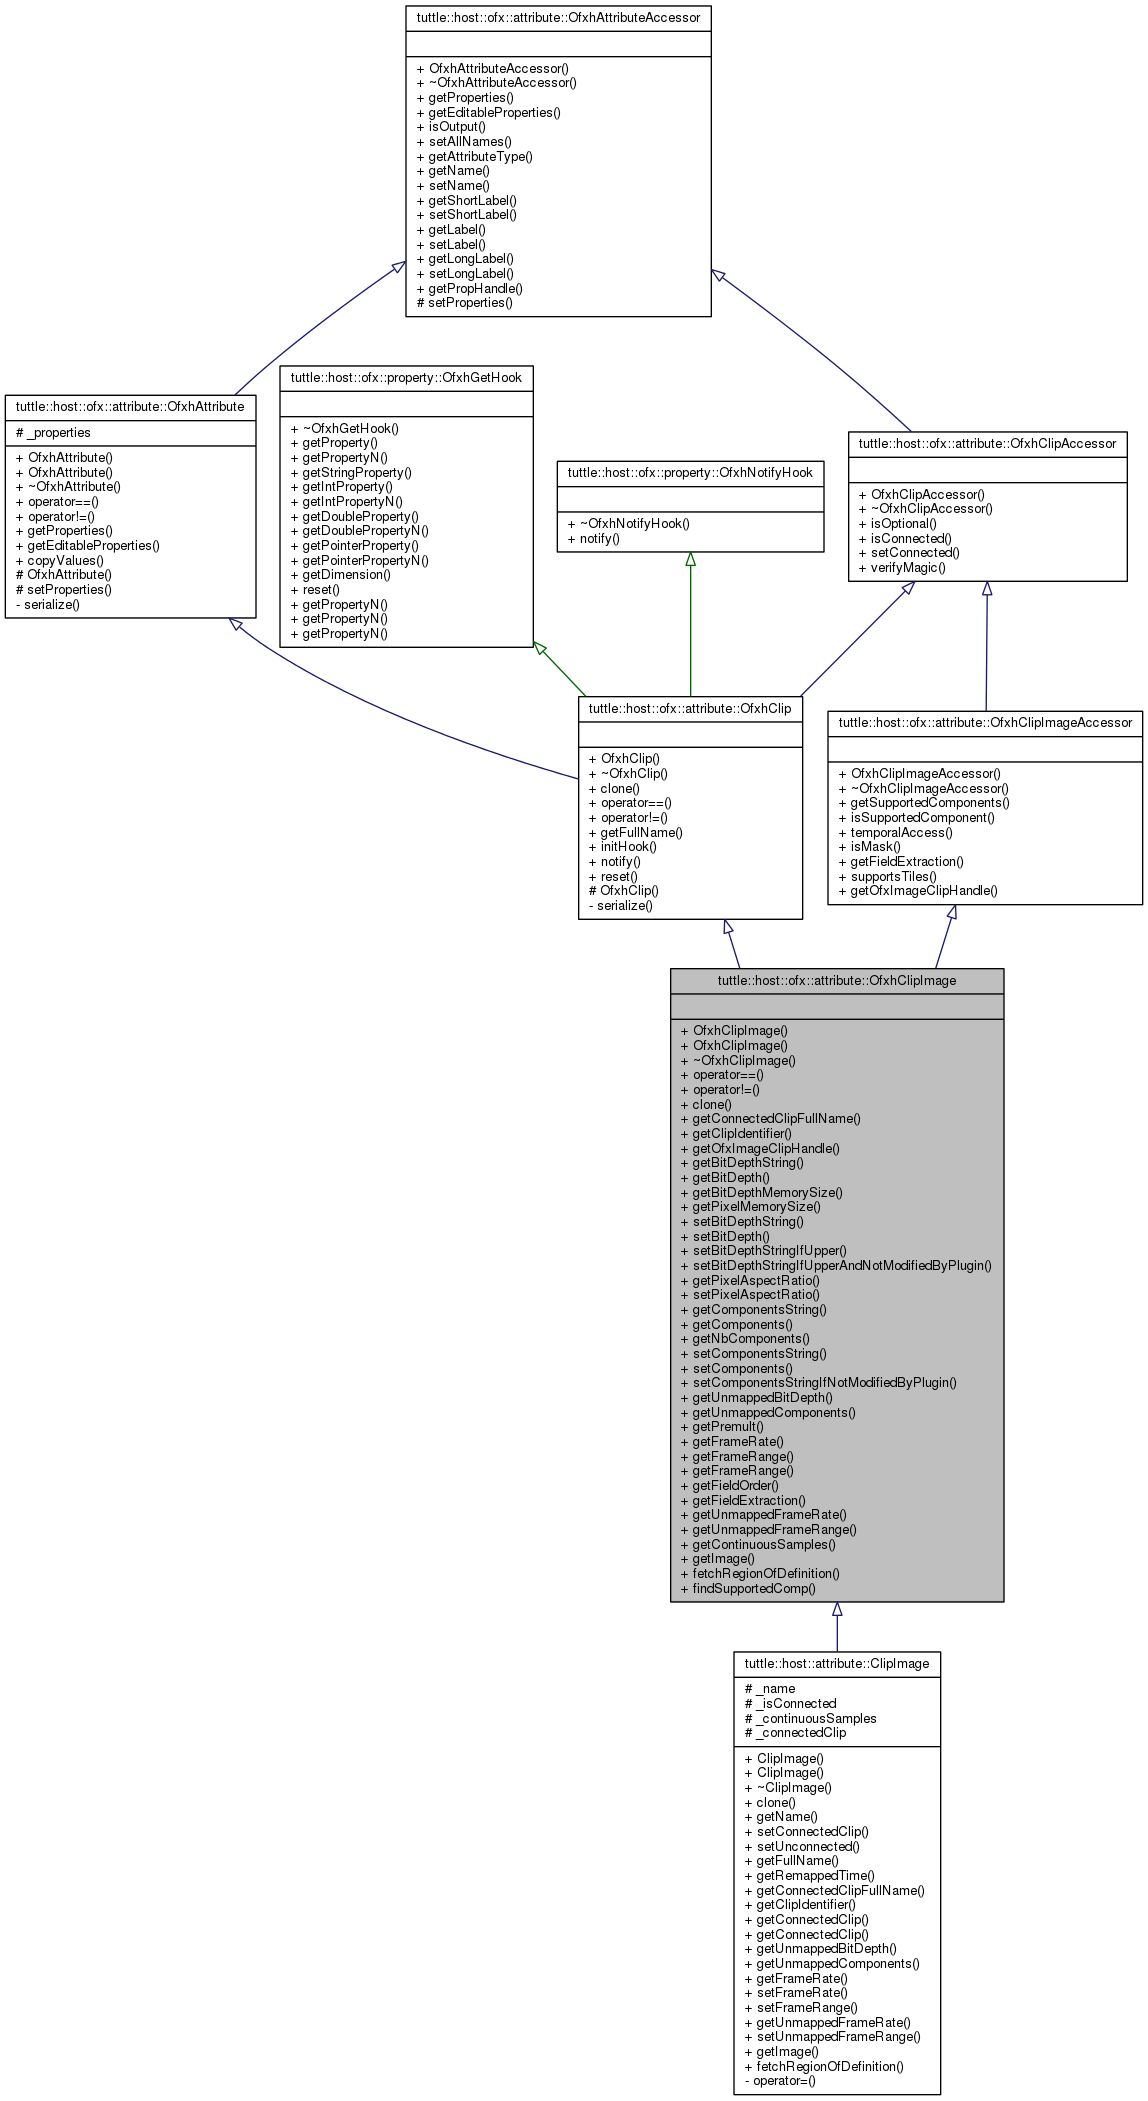 tuttle::host::ofx::attribute::OfxhAttributeAccessor
+ OfxhAttributeAccessor()
+ ~OfxhAttributeAccessor()
+ getProperties()
+ getEditableProperties()
+ isOutput()
+ setAllNames()
+ getAttributeType()
+ getName()
+ setName()
+ getShortLabel()
+ setShortLabel()
+ getLabel()
+ setLabel()
+ getLongLabel()
+ setLongLabel()
+ getPropHandle()
# setProperties()
tuttle::host::ofx::attribute::OfxhAttribute
# _properties
+ OfxhAttribute()
+ OfxhAttribute()
+ ~OfxhAttribute()
+ operator==()
+ operator!=()
+ getProperties()
+ getEditableProperties()
+ copyValues()
# OfxhAttribute()
# setProperties()
- serialize()
tuttle::host::ofx::property::OfxhGetHook
+ ~OfxhGetHook()
+ getProperty()
+ getPropertyN()
+ getStringProperty()
+ getIntProperty()
+ getIntPropertyN()
+ getDoubleProperty()
+ getDoublePropertyN()
+ getPointerProperty()
+ getPointerPropertyN()
+ getDimension()
+ reset()
+ getPropertyN()
+ getPropertyN()
+ getPropertyN()
tuttle::host::ofx::property::OfxhNotifyHook
+ ~OfxhNotifyHook()
+ notify()
tuttle::host::ofx::attribute::OfxhClipAccessor
+ OfxhClipAccessor()
+ ~OfxhClipAccessor()
+ isOptional()
+ isConnected()
+ setConnected()
+ verifyMagic()
tuttle::host::ofx::attribute::OfxhClip
+ OfxhClip()
+ ~OfxhClip()
+ clone()
+ operator==()
+ operator!=()
+ getFullName()
+ initHook()
+ notify()
+ reset()
# OfxhClip()
- serialize()
tuttle::host::ofx::attribute::OfxhClipImageAccessor
+ OfxhClipImageAccessor()
+ ~OfxhClipImageAccessor()
+ getSupportedComponents()
+ isSupportedComponent()
+ temporalAccess()
+ isMask()
+ getFieldExtraction()
+ supportsTiles()
+ getOfxImageClipHandle()
tuttle::host::ofx::attribute::OfxhClipImage
+ OfxhClipImage()
+ OfxhClipImage()
+ ~OfxhClipImage()
+ operator==()
+ operator!=()
+ clone()
+ getConnectedClipFullName()
+ getClipIdentifier()
+ getOfxImageClipHandle()
+ getBitDepthString()
+ getBitDepth()
+ getBitDepthMemorySize()
+ getPixelMemorySize()
+ setBitDepthString()
+ setBitDepth()
+ setBitDepthStringIfUpper()
+ setBitDepthStringIfUpperAndNotModifiedByPlugin()
+ getPixelAspectRatio()
+ setPixelAspectRatio()
+ getComponentsString()
+ getComponents()
+ getNbComponents()
+ setComponentsString()
+ setComponents()
+ setComponentsStringIfNotModifiedByPlugin()
+ getUnmappedBitDepth()
+ getUnmappedComponents()
+ getPremult()
+ getFrameRate()
+ getFrameRange()
+ getFrameRange()
+ getFieldOrder()
+ getFieldExtraction()
+ getUnmappedFrameRate()
+ getUnmappedFrameRange()
+ getContinuousSamples()
+ getImage()
+ fetchRegionOfDefinition()
+ findSupportedComp()
tuttle::host::attribute::ClipImage
# _name
# _isConnected
# _continuousSamples
# _connectedClip
+ ClipImage()
+ ClipImage()
+ ~ClipImage()
+ clone()
+ getName()
+ setConnectedClip()
+ setUnconnected()
+ getFullName()
+ getRemappedTime()
+ getConnectedClipFullName()
+ getClipIdentifier()
+ getConnectedClip()
+ getConnectedClip()
+ getUnmappedBitDepth()
+ getUnmappedComponents()
+ getFrameRate()
+ setFrameRate()
+ setFrameRange()
+ getUnmappedFrameRate()
+ setUnmappedFrameRange()
+ getImage()
+ fetchRegionOfDefinition()
- operator=()